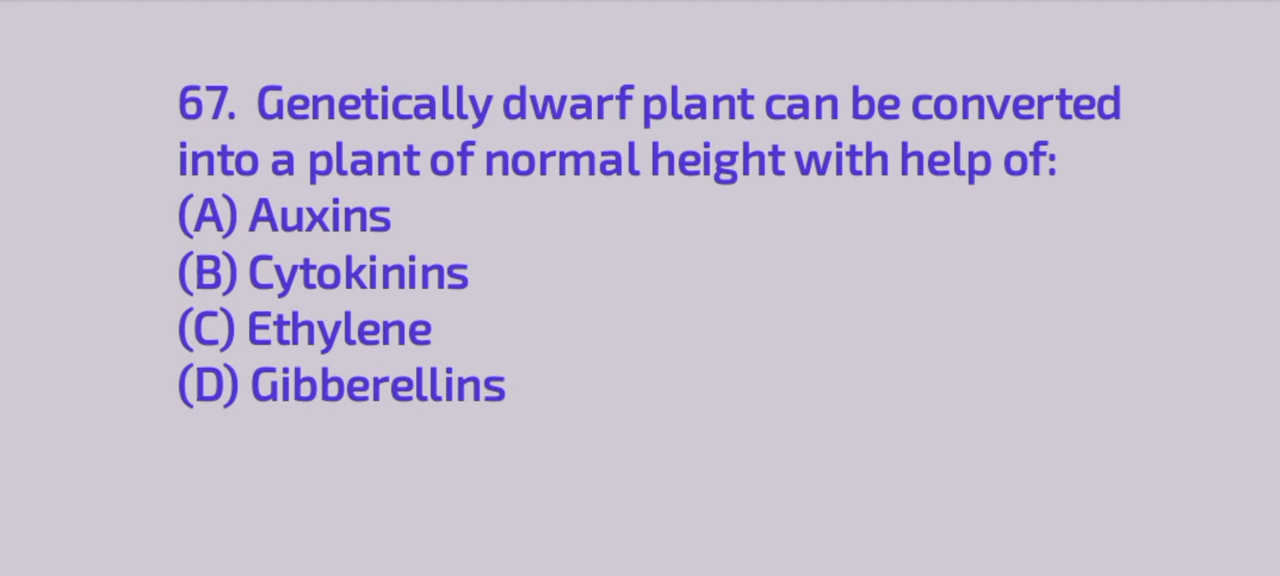 67. Genetically dwarf plant can be converted
into a plant of normal height with help of:
(A) Auxins
(B) Cytokinins
(C) Ethylene
(D) Gibberellins